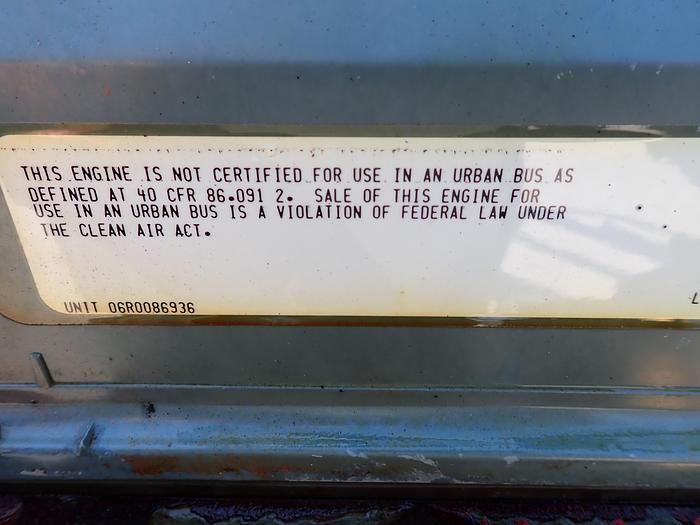 THIS ENGINE IS NOT CERTIFIED FOR USE IN AN URBAN BUS AS
DEFINED AT 40 CFR 86.091 2. SALE OF THIS ENGINE FOR
USE IN AN URBAN BUS IS A VIOLATION OF FEDERAL LAW UNDER
THE CLEAN AIR ACT.
UNIT 06R0086936
L